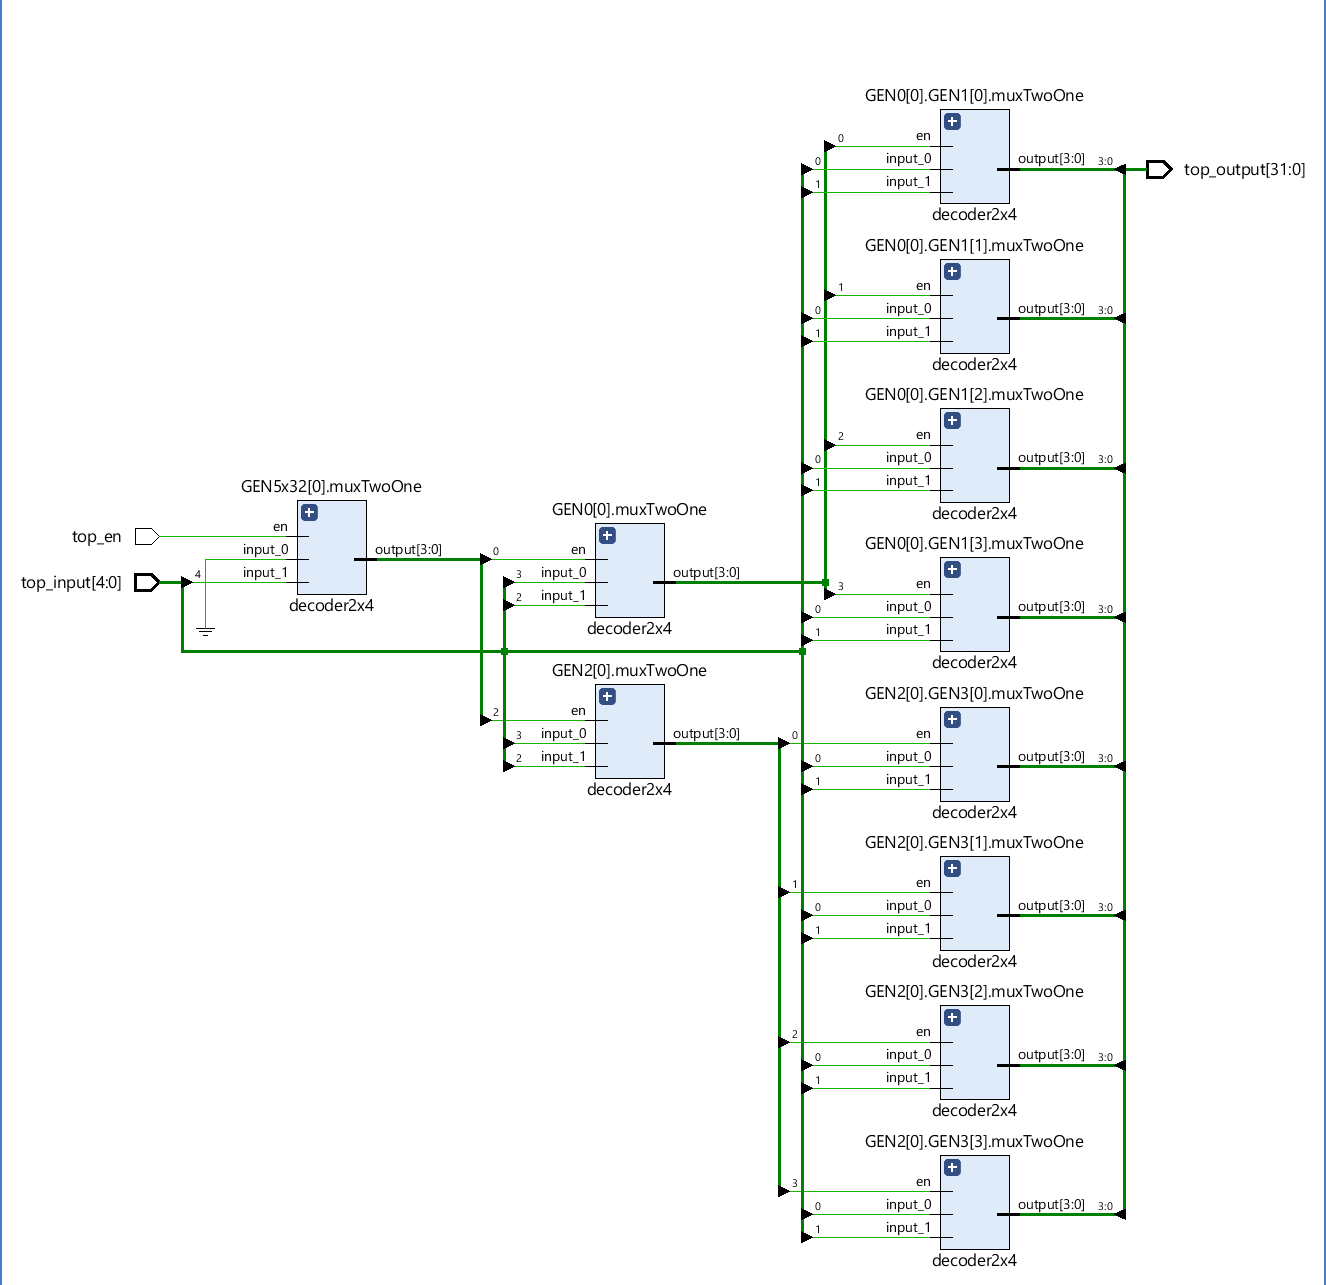 GEN0[0].GEN1[0].muxTwoOne
0 en
0 input_0
1 input_1
output[3:0] 3:0
top_output[31:0]
decoder2x4
GEN0[0].GEN1[1].muxTwoOne
1 en
0 input_0
1 input_1
output[3:0] 3:0
decoder2x4
GEN0[0].GEN1[2].muxTwoOne
2 en
0 input_0
1 input_1
output[3:0] 3:0
decoder2x4
GEN5x32[0].muxTwoOne
top_en
en
input_0
top_input[4:0]
4 input_1
output[3:0]
decoder2x4
GEN0[0].muxTwoOne
0 en
3 input_0
2 input_1
output[3:0]
decoder2x4
GEN0[0].GEN1[3].muxTwoOne
3 en
0 input_0
1 input_1
output[3:0] 3:0
decoder2x4
GEN2[0].muxTwoOne
2 en
3 input_0
2 input_1
output[3:0]
decoder2x4
GEN2[0].GEN3[0].muxTwoOne
0 en
0 input_0
1 input_1
output[3:0] 3:0
decoder2x4
GEN2[0].GEN3[1].muxTwoOne
1 en
0 input_0
1 input_1
output[3:0] 3:0
decoder2x4
GEN2[0].GEN3[2].muxTwoOne
2 en
0 input_0
1 input_1
output[3:0] 3:0
decoder2x4
GEN2[0].GEN3[3].muxTwoOne
3 en
0 input_0
1 input_1
output[3:0] 3:0
decoder2x4